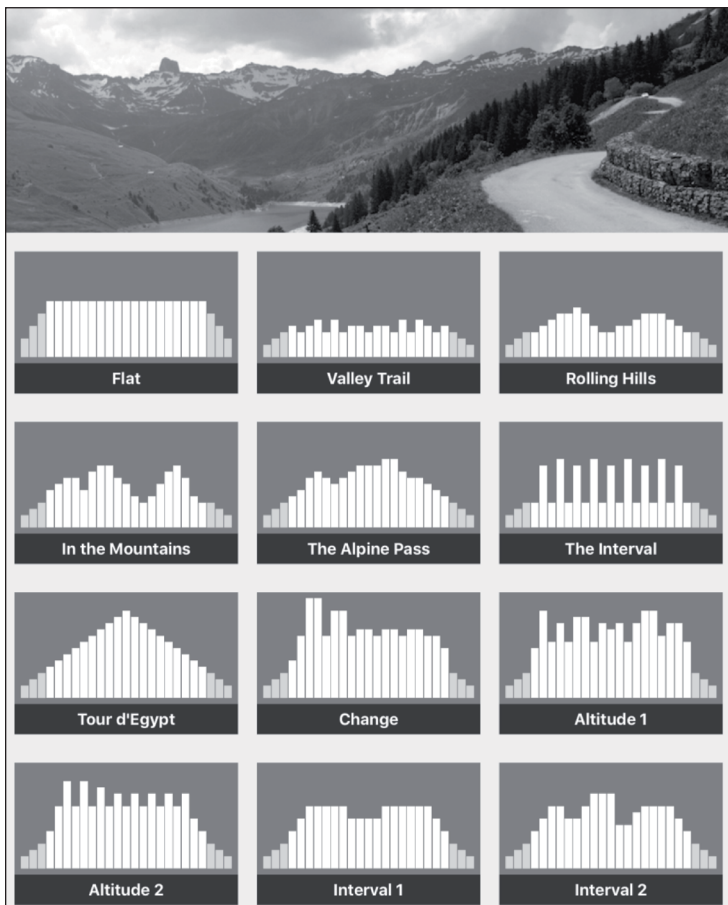 Flat
Valley Trail
Rolling Hills
In the Mountains
The Alpine Pass
The Interval
Tour d'Egypt
Change
Altitude 1
Altitude 2
Interval 1
Interval 2